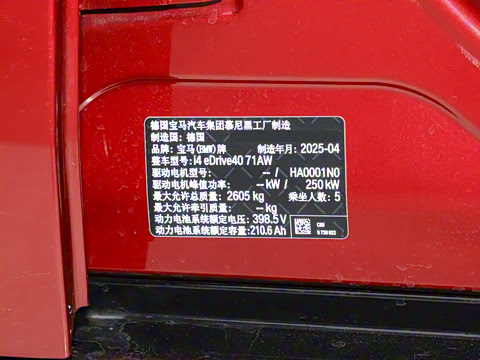 德国宝马汽车集团慕尼黑工厂制造
制造国: 德国
品牌: 宝马(BMW)牌 制造年月: 2025-04
整车型号: i4 eDrive40 71AW
驱动电机型号: -- / HA0001N0
驱动电机峰值功率: -- kW / 250 kW
最大允许总质量: 2605 kg 乘坐人数: 5
最大允许牵引质量: -- kg
动力电池系统额定电压: 398.5 V
动力电池系统额定容量: 210.6 Ah